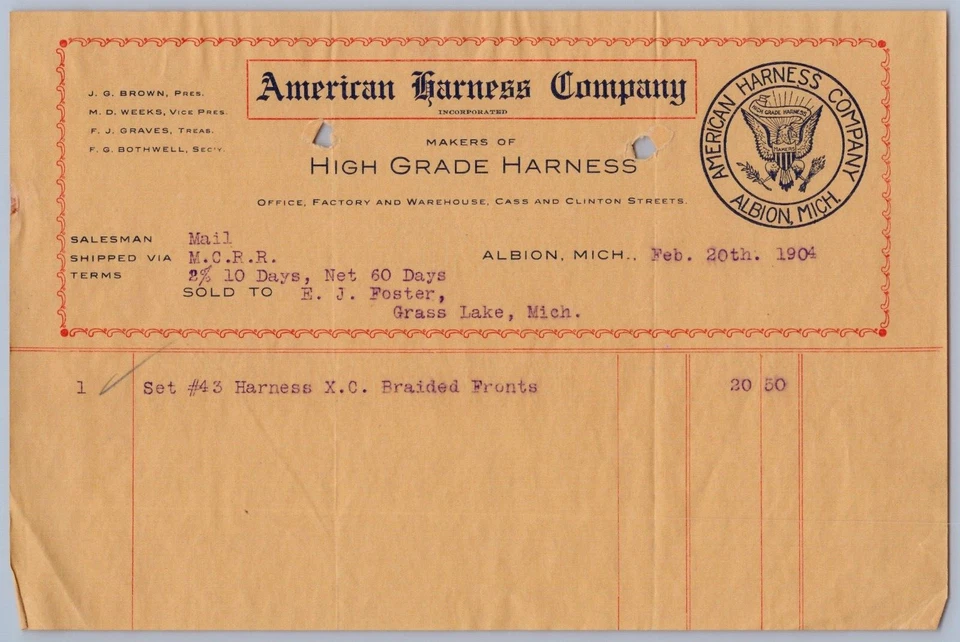 J. G. BROWN, PRES.
M. D. WEEKS, VICE PRES.
F. J. GRAVES, TREAS.
F. G. BOTHWELL, SEC'Y.
American Harness Company
INCORPORATED
MAKERS OF
HIGH GRADE HARNESS
OFFICE, FACTORY AND WAREHOUSE, CASS AND CLINTON STREETS.
AMERICAN HARNESS COMPANY
HIGH GRADE HARNESS
MAKERS
ALBION, MICH.
SALESMAN Mail
SHIPPED VIA M.C.R.R.
ALBION, MICH., Feb. 20th. 1904
TERMS 2% 10 Days, Net 60 Days
SOLD TO E. J. Foster,
Grass Lake, Mich.
1 Set #43 Harness X.C. Braided Fronts 20 50